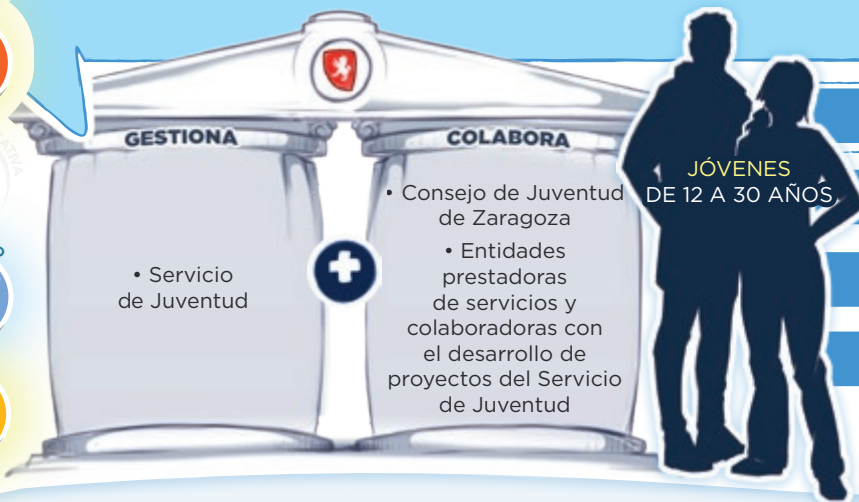 GESTIONA
• Servicio
de Juventud
COLABORA
• Consejo de Juventud
de Zaragoza
• Entidades
prestadoras
de servicios y
colaboradoras con
el desarrollo de
proyectos del Servicio
de Juventud
JÓVENES
DE 12 A 30 AÑOS